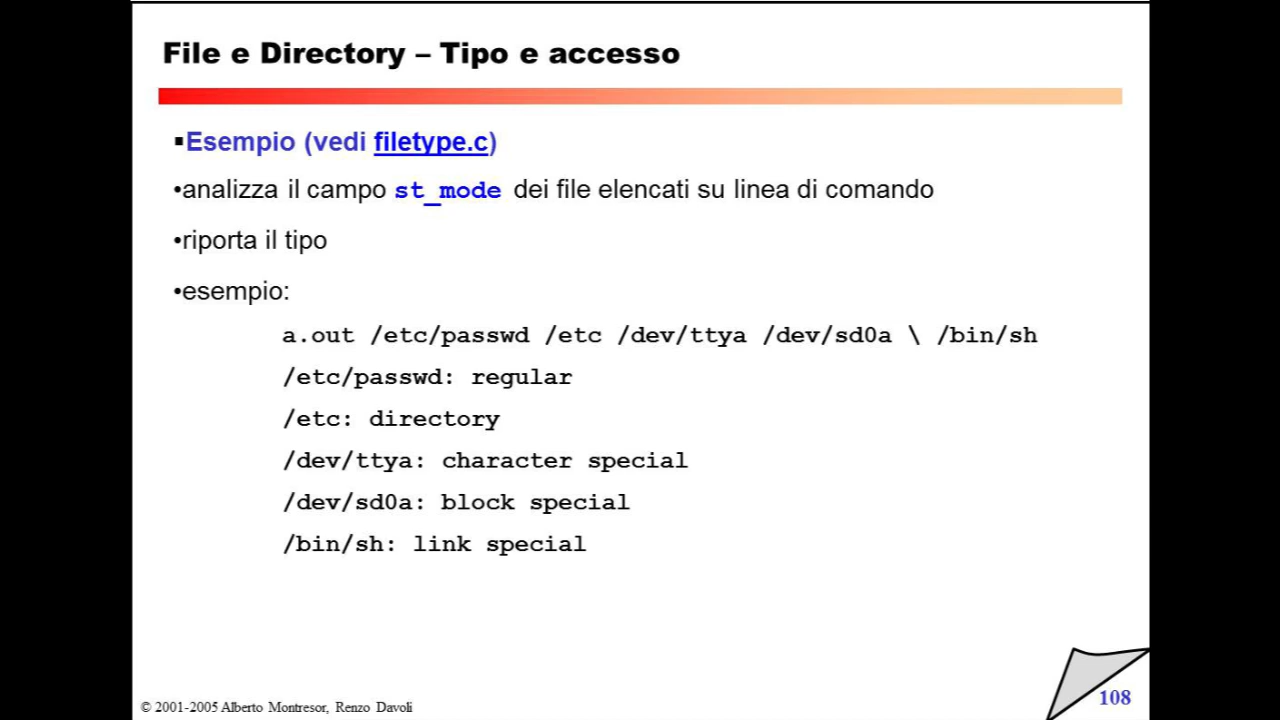 File e Directory – Tipo e accesso
▪Esempio (vedi filetype.c)
•analizza il campo st_mode dei file elencati su linea di comando
•riporta il tipo
•esempio:
a.out /etc/passwd /etc /dev/ttya /dev/sd0a \ /bin/sh
/etc/passwd: regular
/etc: directory
/dev/ttya: character special
/dev/sd0a: block special
/bin/sh: link special
© 2001-2005 Alberto Montresor, Renzo Davoli
108